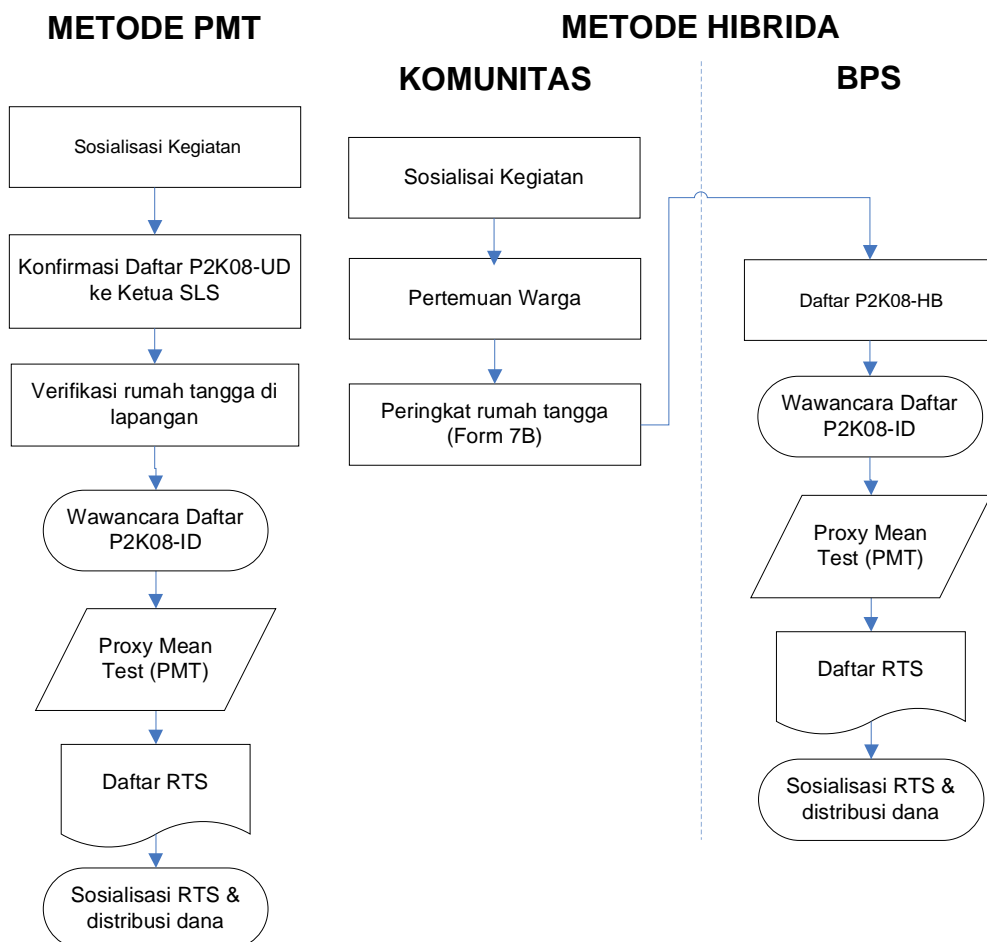 METODE PMT
METODE HIBRIDA
KOMUNITAS
BPS
Sosialisasi Kegiatan
Konfirmasi Daftar P2K08-UD
ke Ketua SLS
Verifikasi rumah tangga di
lapangan
Wawancara Daftar
P2K08-ID
Proxy Mean
Test (PMT)
Daftar RTS
Sosialisasi RTS &
distribusi dana
Sosialisai Kegiatan
Pertemuan Warga
Peringkat rumah tangga
(Form 7B)
Daftar P2K08-HB
Wawancara Daftar
P2K08-ID
Proxy Mean
Test (PMT)
Daftar RTS
Sosialisasi RTS &
distribusi dana